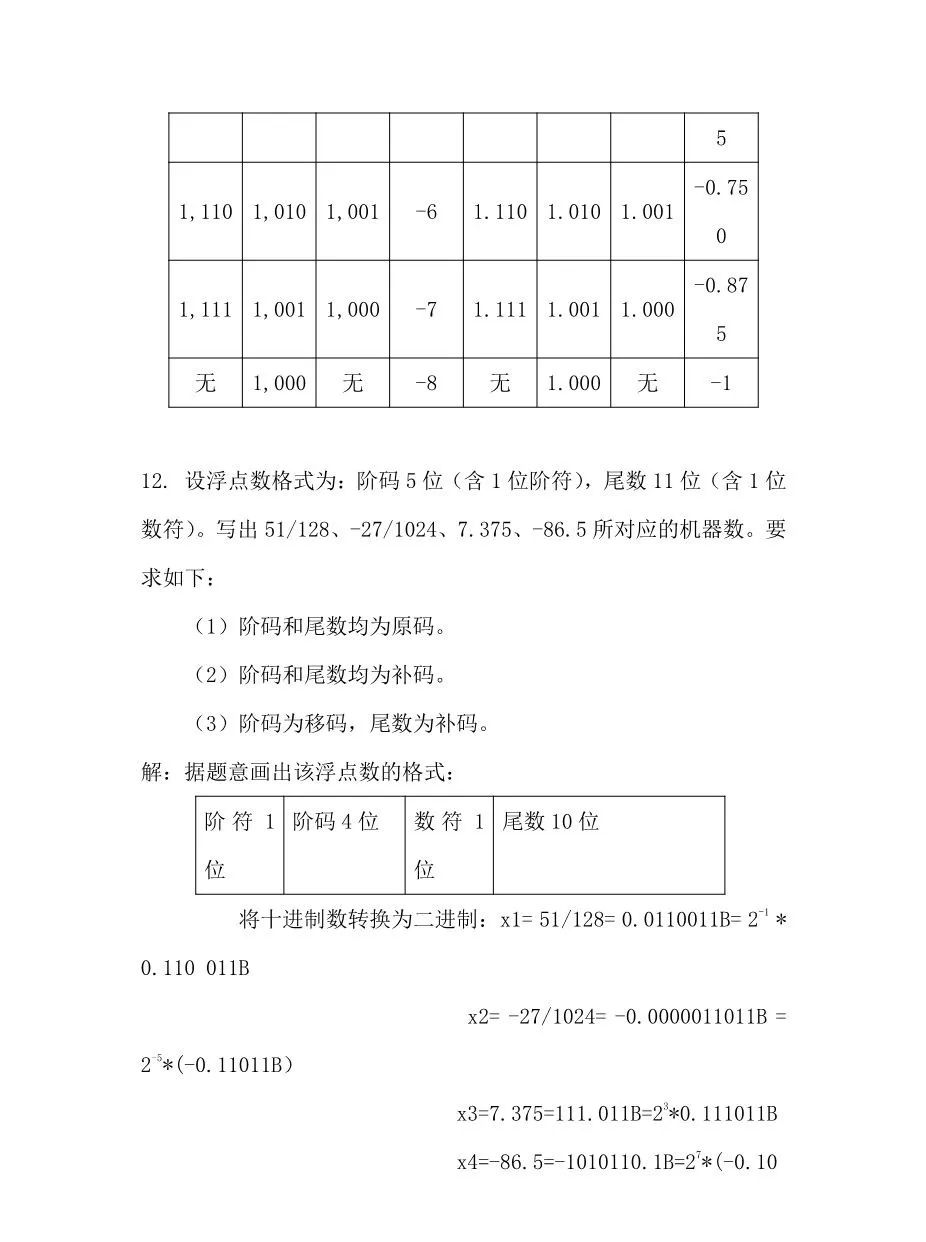 5
1,110 1,010 1,001 -6 1.110 1.010 1.001 -0.75
0
1,111 1,001 1,000 -7 1.111 1.001 1.000 -0.87
5
无 1,000 无 -8 无 1.000 无 -1
12. 设浮点数格式为：阶码 5 位（含 1 位阶符），尾数 11 位（含 1 位
数符）。写出 51/128、-27/1024、7.375、-86.5 所对应的机器数。要
求如下：
（1）阶码和尾数均为原码。
（2）阶码和尾数均为补码。
（3）阶码为移码，尾数为补码。
解：据题意画出该浮点数的格式：
阶符 1 阶码 4 位 数符 1 尾数 10 位
位 位
将十进制数转换为二进制：x1= 51/128= 0.0110011B= 2⁻¹ *
0.110 011B
x2= -27/1024= -0.0000011011B =
2⁻⁵*(-0.11011B）
x3=7.375=111.011B=2³*0.111011B
x4=-86.5=-1010110.1B=2⁷*(-0.10